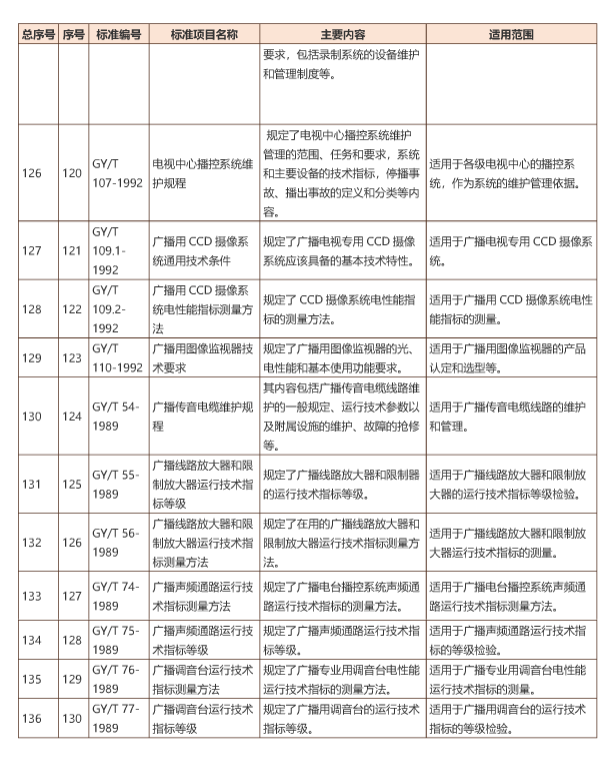 总序号 序号 标准编号 标准项目名称 主要内容 适用范围
要求，包括录制系统的设备维护
和管理制度等。
126 120 GY/T
107-1992
电视中心播控系统维
护规程
规定了电视中心播控系统维护
管理的范围、任务和要求，系统
和主要设备的技术指标，停播事
故、播出事故的定义和分类等内
容。
适用于各级电视中心的播控系
统，作为系统的维护管理依据。
127 121 GY/T
109.1-
1992
广播用 CCD 摄像系
统通用技术条件
规定了广播电视专用 CCD 摄像
系统应该具备的基本技术特性。
适用于广播电视专用 CCD 摄像系
统。
128 122 GY/T
109.2-
1992
广播用 CCD 摄像系
统电性能指标测量方
法
规定了 CCD 摄像系统电性能指
标的测量方法。
适用于广播用 CCD 摄像系统电性
能指标的测量。
129 123 GY/T
110-1992
广播用图像监视器技
术要求
规定了广播用图像监视器的光、
电性能和基本使用功能要求。
适用于广播用图像监视器的产品
认定和选型等。
130 124 GY/T 54-
1989
广播传音电缆维护规
程
其内容包括广播传音电缆线路维
护的一般规定、运行技术参数以
及附属设施的维护、故障的抢修
等。
适用于广播传音电缆线路的维护
和管理。
131 125 GY/T 55-
1989
广播线路放大器和限
制放大器运行技术指
标等级
规定了广播线路放大器和限制器
的运行技术指标等级。
适用于广播线路放大器和限制放
大器的运行技术指标等级检验。
132 126 GY/T 56-
1989
广播线路放大器和限
制放大器运行技术指
标测量方法
规定了在用的广播线路放大器和
限制放大器运行技术指标测量方
法。
适用于广播线路放大器和限制放
大器运行技术指标的测量。
133 127 GY/T 74-
1989
广播声频通路运行技
术指标测量方法
规定了广播电台播控系统声频通
路运行技术指标的测量方法。
适用于广播电台播控系统声频通
路运行技术指标的测量方法。
134 128 GY/T 75-
1989
广播声频通路运行技
术指标等级
规定了广播声频通路运行技术指
标等级。
适用于广播声频通路运行技术指
标的等级检验。
135 129 GY/T 76-
1989
广播调音台运行技术
指标测量方法
规定了广播专业用调音台电性能
运行技术指标的测量方法。
适用于广播专业用调音台电性能
运行技术指标的测量。
136 130 GY/T 77-
1989
广播调音台运行技术
指标等级
规定了广播用调音台的运行技术
指标等级。
适用于广播用调音台的运行技术
指标的等级检验。